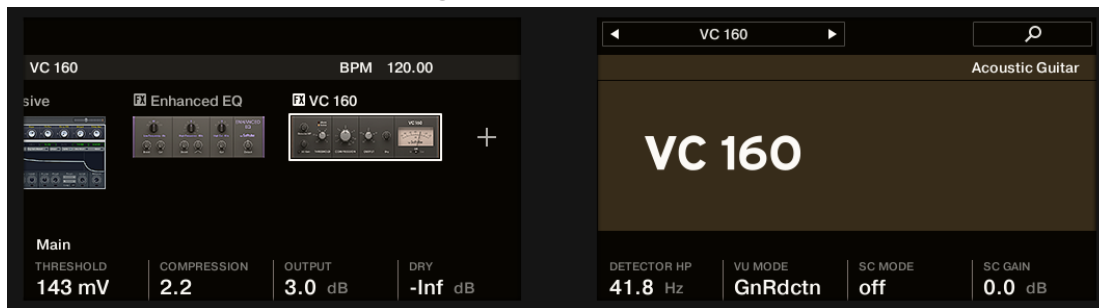 VC 160
BPM 120.00
sive
FX Enhanced EQ
FX VC 160
+
Main
THRESHOLD
COMPRESSION
OUTPUT
DRY
143 mV
2.2
3.0 dB
-Inf dB
◀ VC 160 ▶
Acoustic Guitar
VC 160
DETECTOR HP
VU MODE
SC MODE
SC GAIN
41.8 Hz
GnRdctn
off
0.0 dB